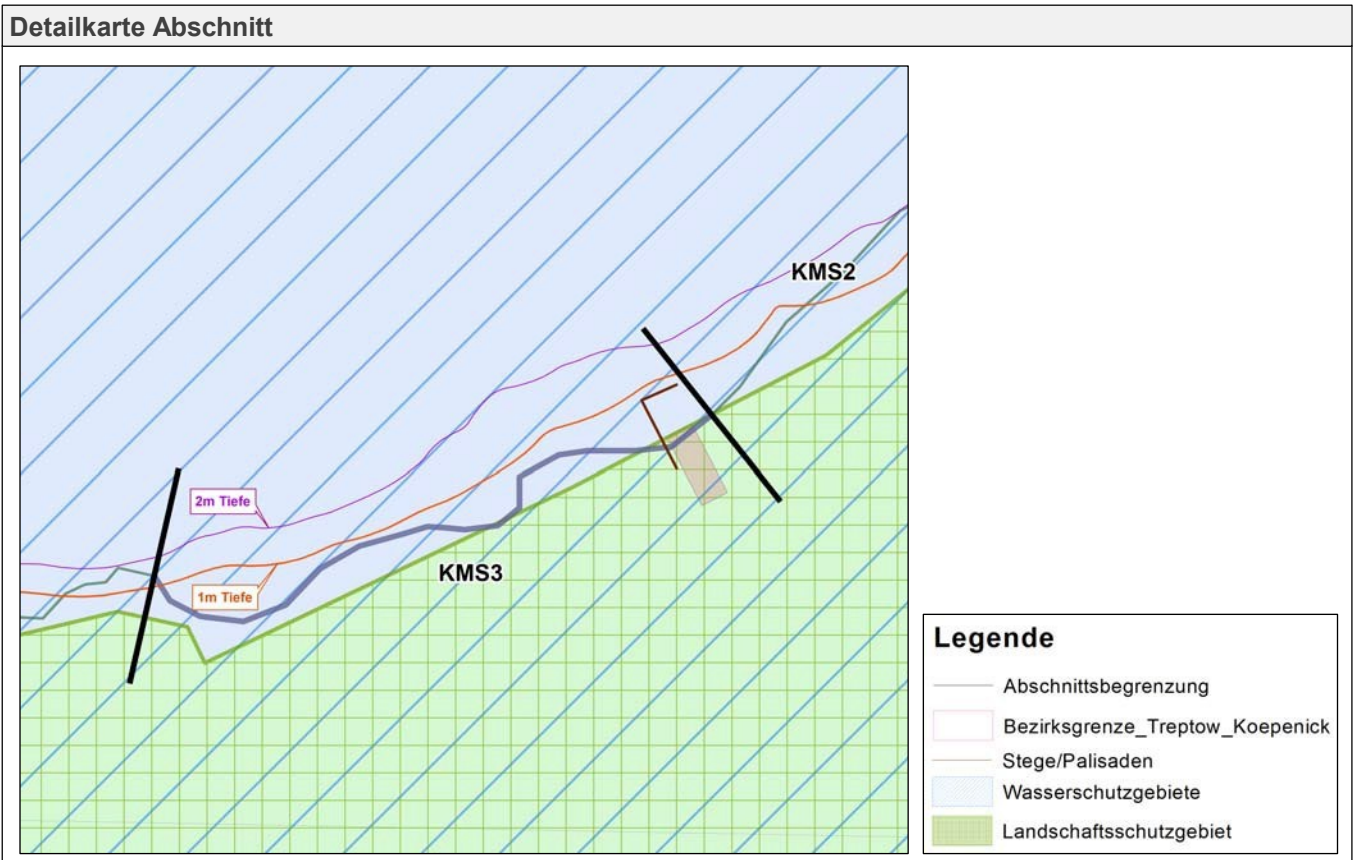 Detailkarte Abschnitt
KMS2
2m Tiefe
KMS3
1m Tiefe
Legende
Abschnittsbegrenzung
Bezirksgrenze_Treptow_Koepenick
Stege/Palisaden
Wasserschutzgebiete
Landschaftsschutzgebiet